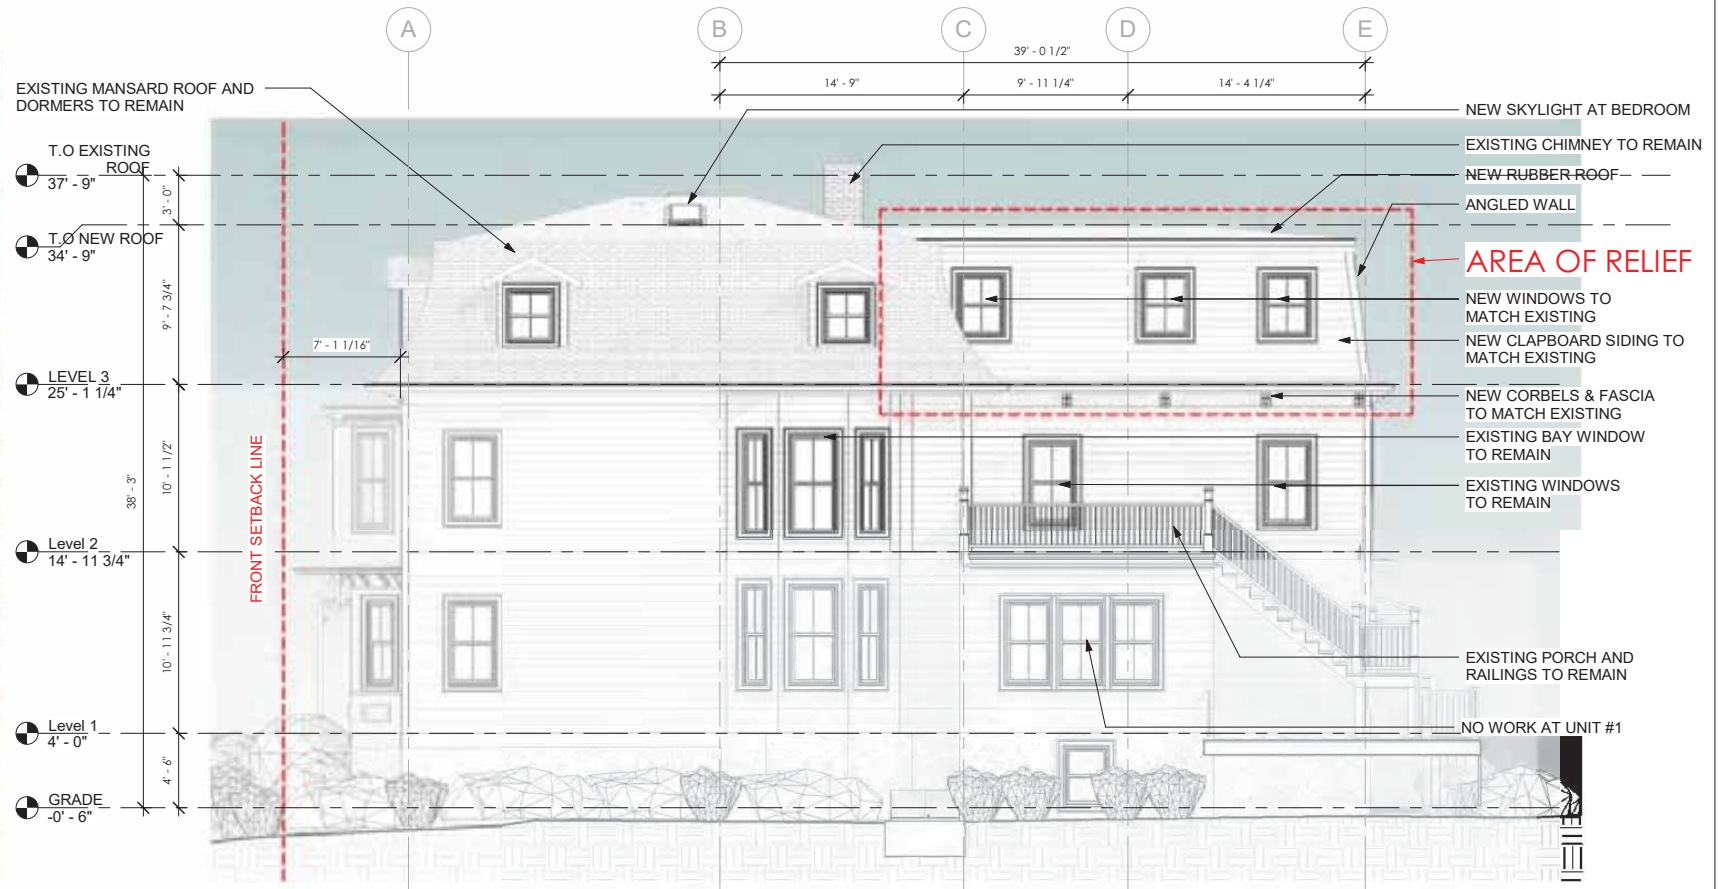 A
B
C
D
E
39' - 0 1/2"
14' - 9"
9' - 11 1/4"
14' - 4 1/4"
EXISTING MANSARD ROOF AND
DORMERS TO REMAIN
T.O EXISTING
ROOF
37' - 9"
3' - 0"
T.O NEW ROOF
34' - 9"
9' - 7 3/4"
7' - 1 1/16"
LEVEL 3
25' - 1 1/4"
10' - 1 1/2"
38' - 3"
FRONT SETBACK LINE
Level 2
14' - 11 3/4"
10' - 11 3/4"
Level 1
4' - 0"
4' - 6"
GRADE
-0' - 6"
NEW SKYLIGHT AT BEDROOM
EXISTING CHIMNEY TO REMAIN
NEW RUBBER ROOF
ANGLED WALL
AREA OF RELIEF
NEW WINDOWS TO
MATCH EXISTING
NEW CLAPBOARD SIDING TO
MATCH EXISTING
NEW CORBELS & FASCIA
TO MATCH EXISTING
EXISTING BAY WINDOW
TO REMAIN
EXISTING WINDOWS
TO REMAIN
EXISTING PORCH AND
RAILINGS TO REMAIN
NO WORK AT UNIT #1